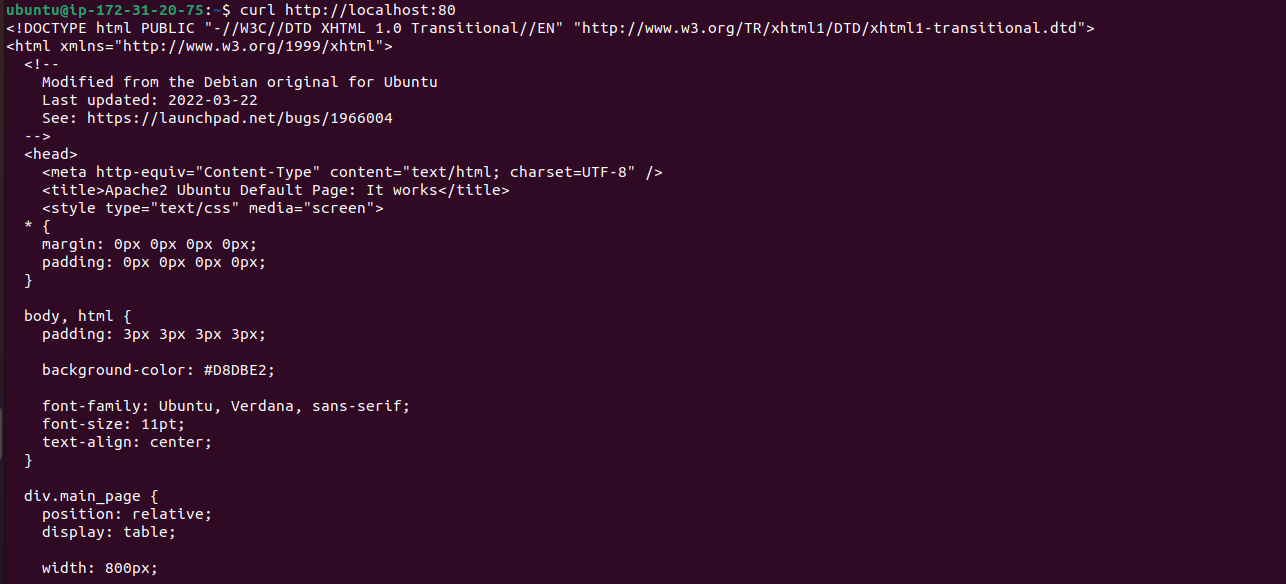 ubuntu@ip-172-31-20-75:~$ curl http://localhost:80
<!DOCTYPE html PUBLIC "-//W3C//DTD XHTML 1.0 Transitional//EN" "http://www.w3.org/TR/xhtml1/DTD/xhtml1-transitional.dtd">
<html xmlns="http://www.w3.org/1999/xhtml">
  <!--
    Modified from the Debian original for Ubuntu
    Last updated: 2022-03-22
    See: https://launchpad.net/bugs/1966004
  -->
  <head>
    <meta http-equiv="Content-Type" content="text/html; charset=UTF-8" />
    <title>Apache2 Ubuntu Default Page: It works</title>
    <style type="text/css" media="screen">
  * {
    margin: 0px 0px 0px 0px;
    padding: 0px 0px 0px 0px;
  }

  body, html {
    padding: 3px 3px 3px 3px;

    background-color: #D8DBE2;

    font-family: Ubuntu, Verdana, sans-serif;
    font-size: 11pt;
    text-align: center;
  }

  div.main_page {
    position: relative;
    display: table;

    width: 800px;